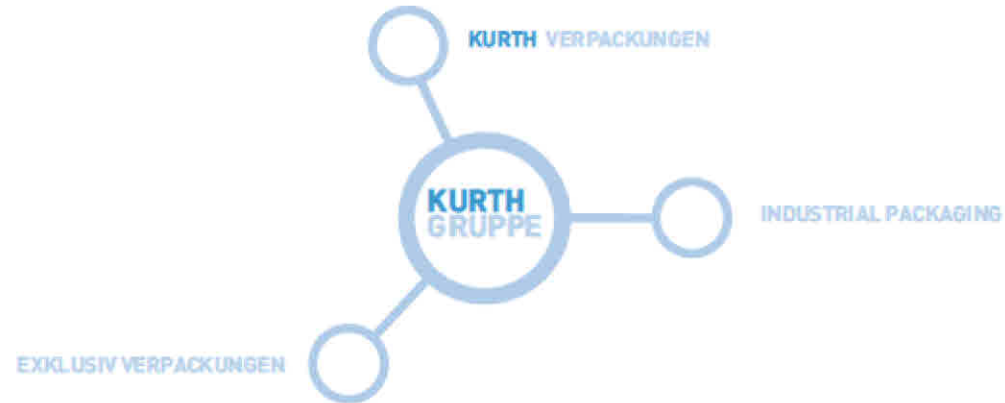 KURTH VERPACKUNGEN
KURTH
GRUPPE
INDUSTRIAL PACKAGING
EXKLUSIV VERPACKUNGEN